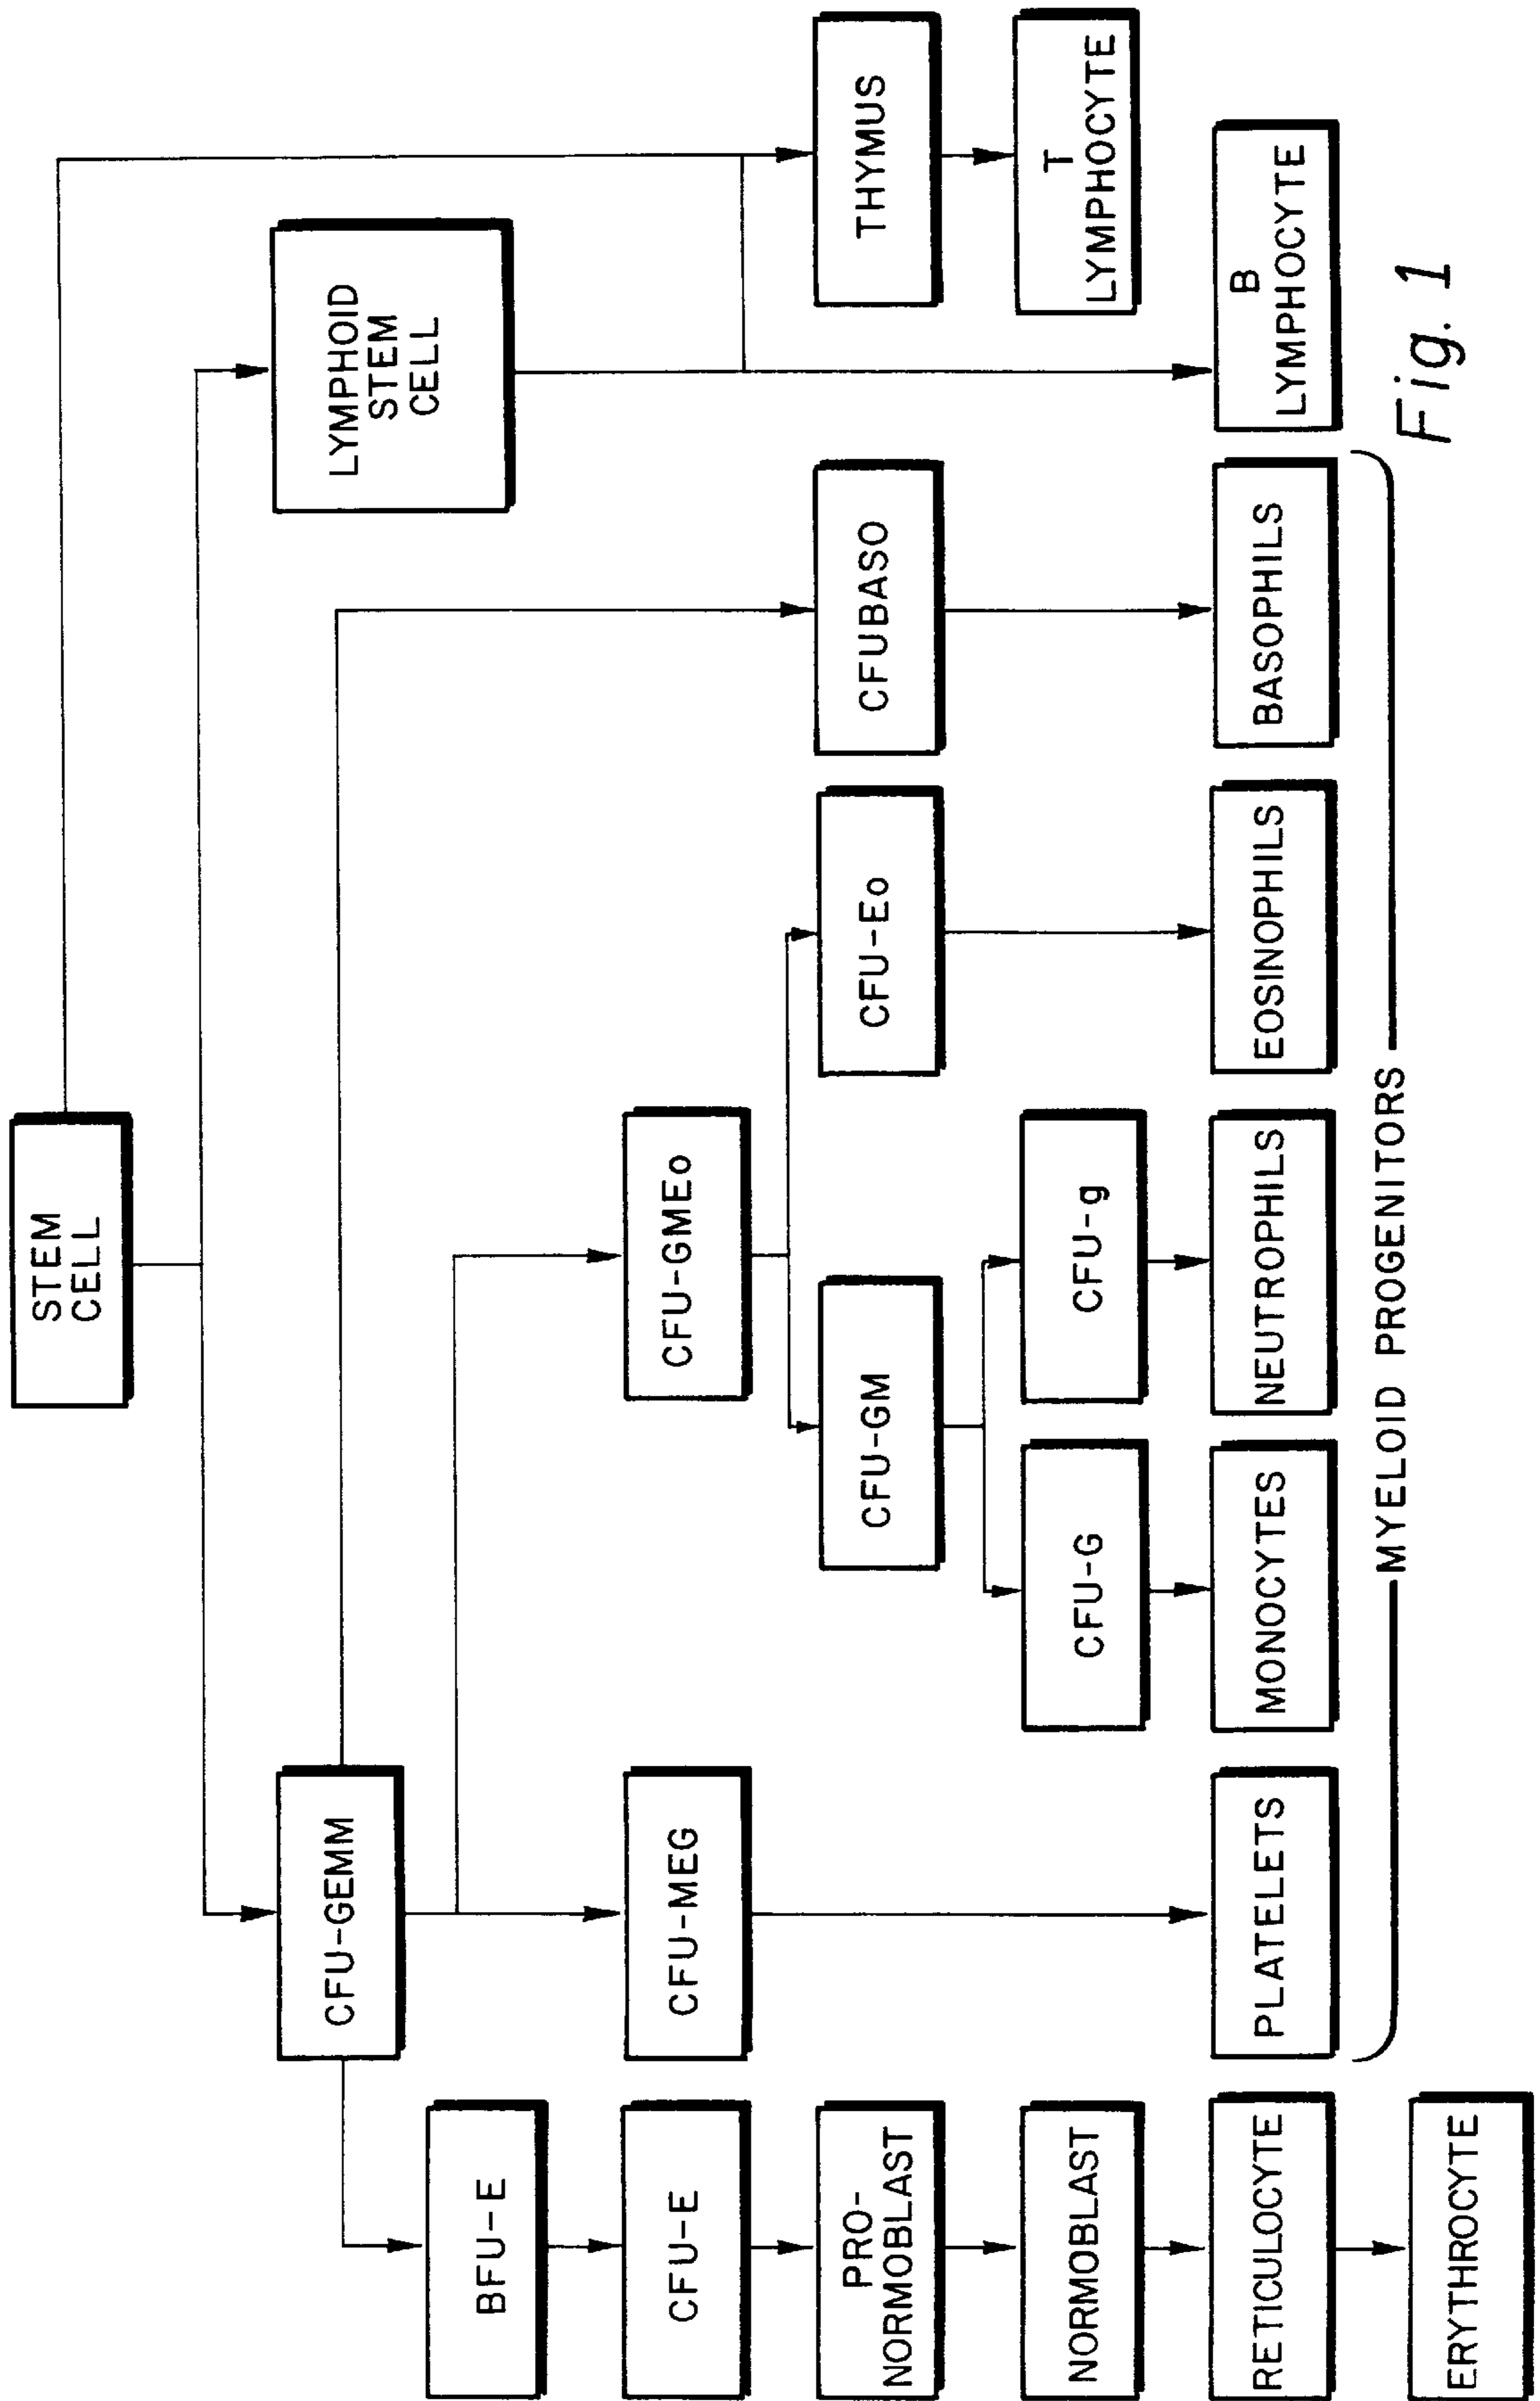 STEM
CELL
CFU-GEMM
LYMPHOID
STEM
CELL
BFU-E
CFU-E
CFU-MEG
CFU-GMEo
PRO-
NORMOBLAST
CFU-GM
CFU-Eo
CFUBASO
THYMUS
NORMOBLAST
CFU-G
CFU-g
T
LYMPHOCYTE
RETICULOCYTE
PLATELETS
MONOCYTES
NEUTROPHILS
EOSINOPHILS
BASOPHILS
B
LYMPHOCYTE
MYELOID PROGENITORS
ERYTHROCYTE
Fig. 1